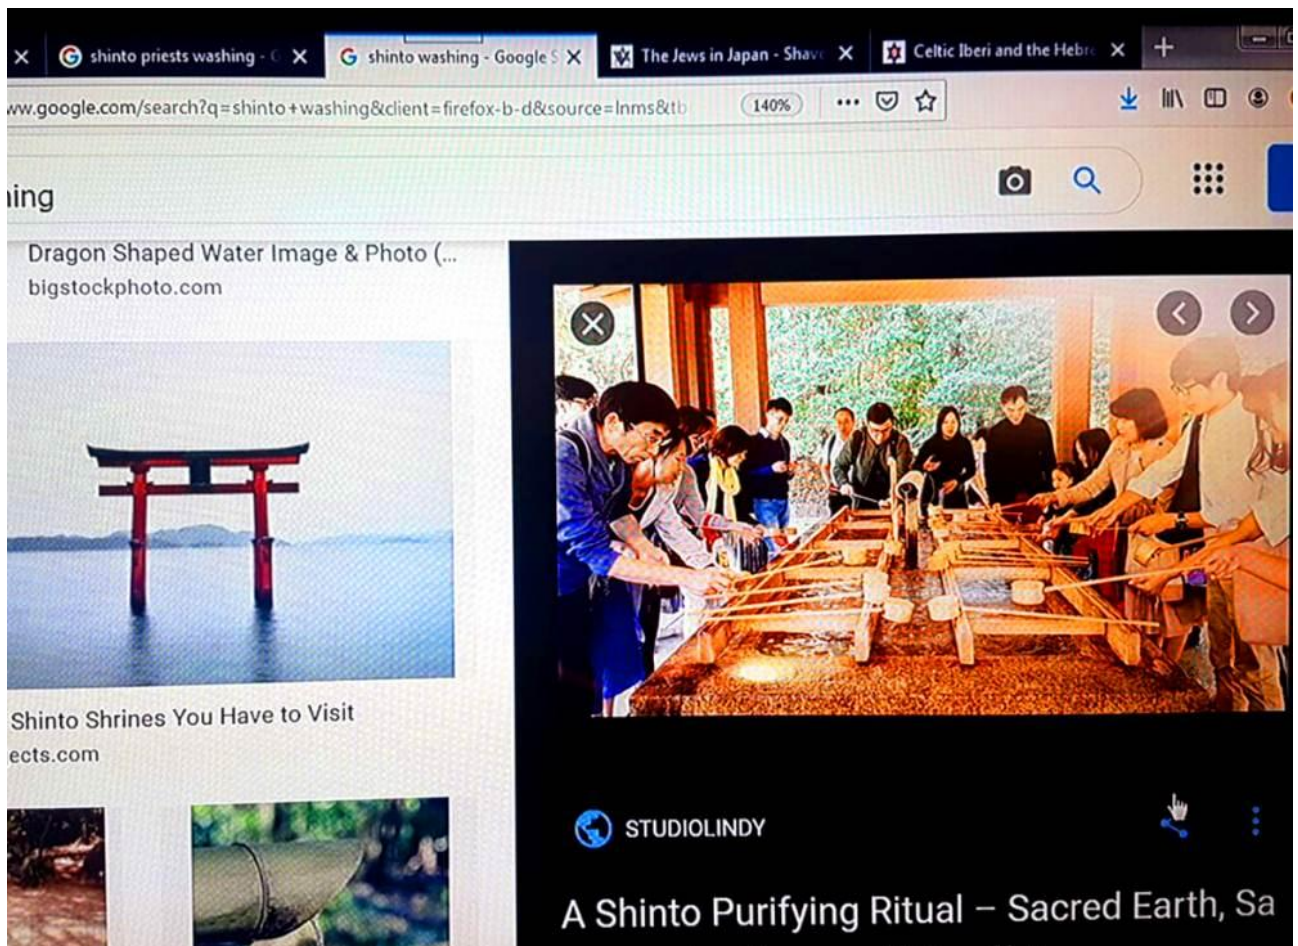 shinto priests washing - G
shinto washing - Google S
The Jews in Japan - Shav
Celtic Iberi and the Hebr
ww.google.com/search?q=shinto+washing&client=firefox-b-d&source=lnms&tb
140%
hing
Dragon Shaped Water Image & Photo (...
bigstockphoto.com
Shinto Shrines You Have to Visit
ects.com
STUDIOLINDY
A Shinto Purifying Ritual – Sacred Earth, Sa